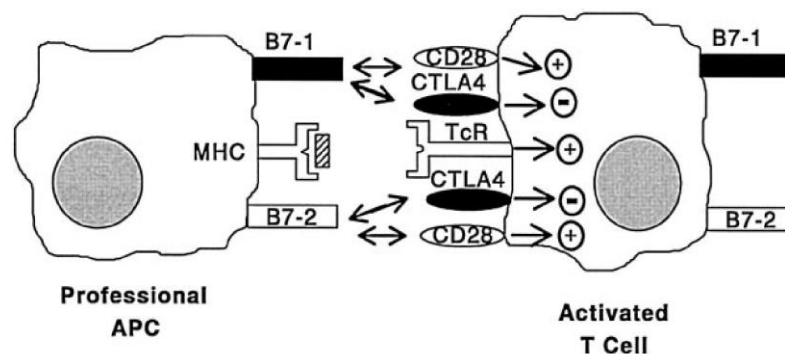 B7-1
CD28
+
B7-1
CTLA4
-
MHC
TcR
+
CTLA4
-
B7-2
CD28
+
B7-2
Professional
APC
Activated
T Cell